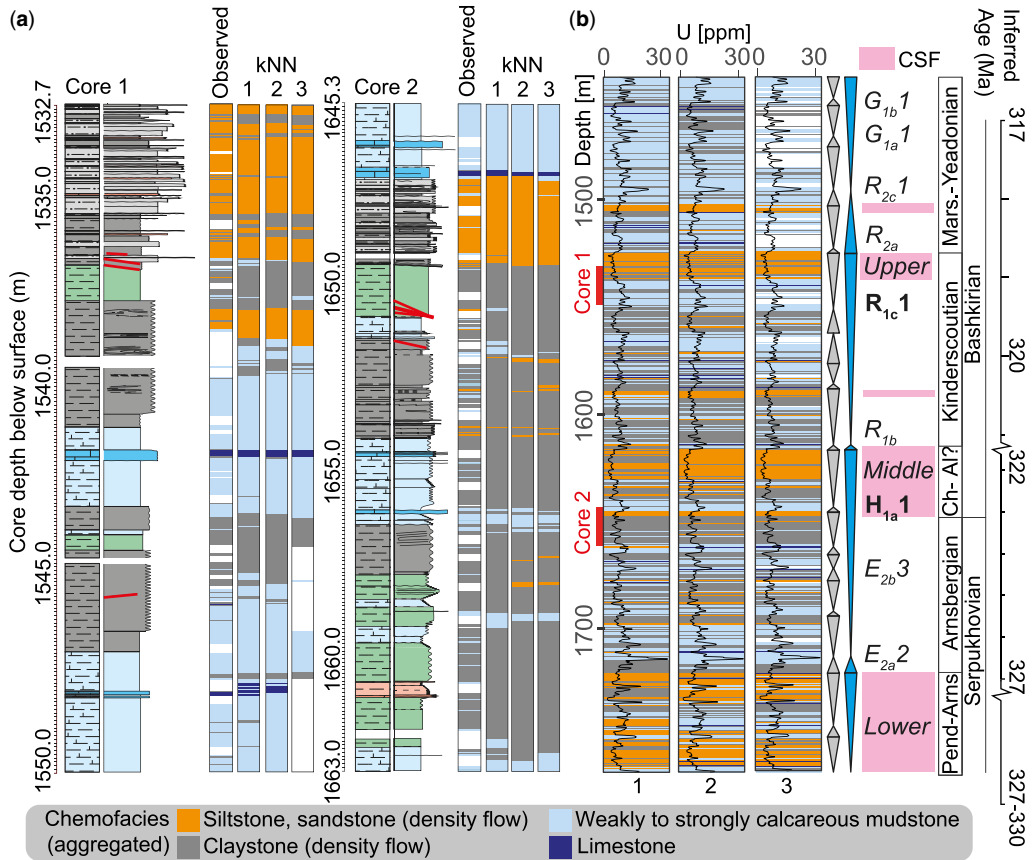 (a)
Core 1
Observed
kNN
1 2 3
Core 2
Observed
kNN
1 2 3
Core depth below surface (m)
1532.7
1535.0
1540.0
1545.0
1550.0
1645.3
1650.0
1655.0
1660.0
1663.0
(b)
U [ppm]
0 30 0 30 0 30
CSF
Inferred
Age (Ma)
Depth [m]
1500
1600
1700
Core 1
Core 2
1 2 3
G1b1
G1a1
R2c1
R2a
Upper
R1c1
R1b
Middle
H1a1
E2b3
E2a2
Lower
Mars.-Yeadonian
Kinderscoutian
Ch- Al?
Arnsbergian
Pend-Arns
Bashkirian
Serpukhovian
317
320
322
327
327
-330
Chemofacies
(aggregated)
Siltstone, sandstone (density flow)
Claystone (density flow)
Weakly to strongly calcareous mudstone
Limestone